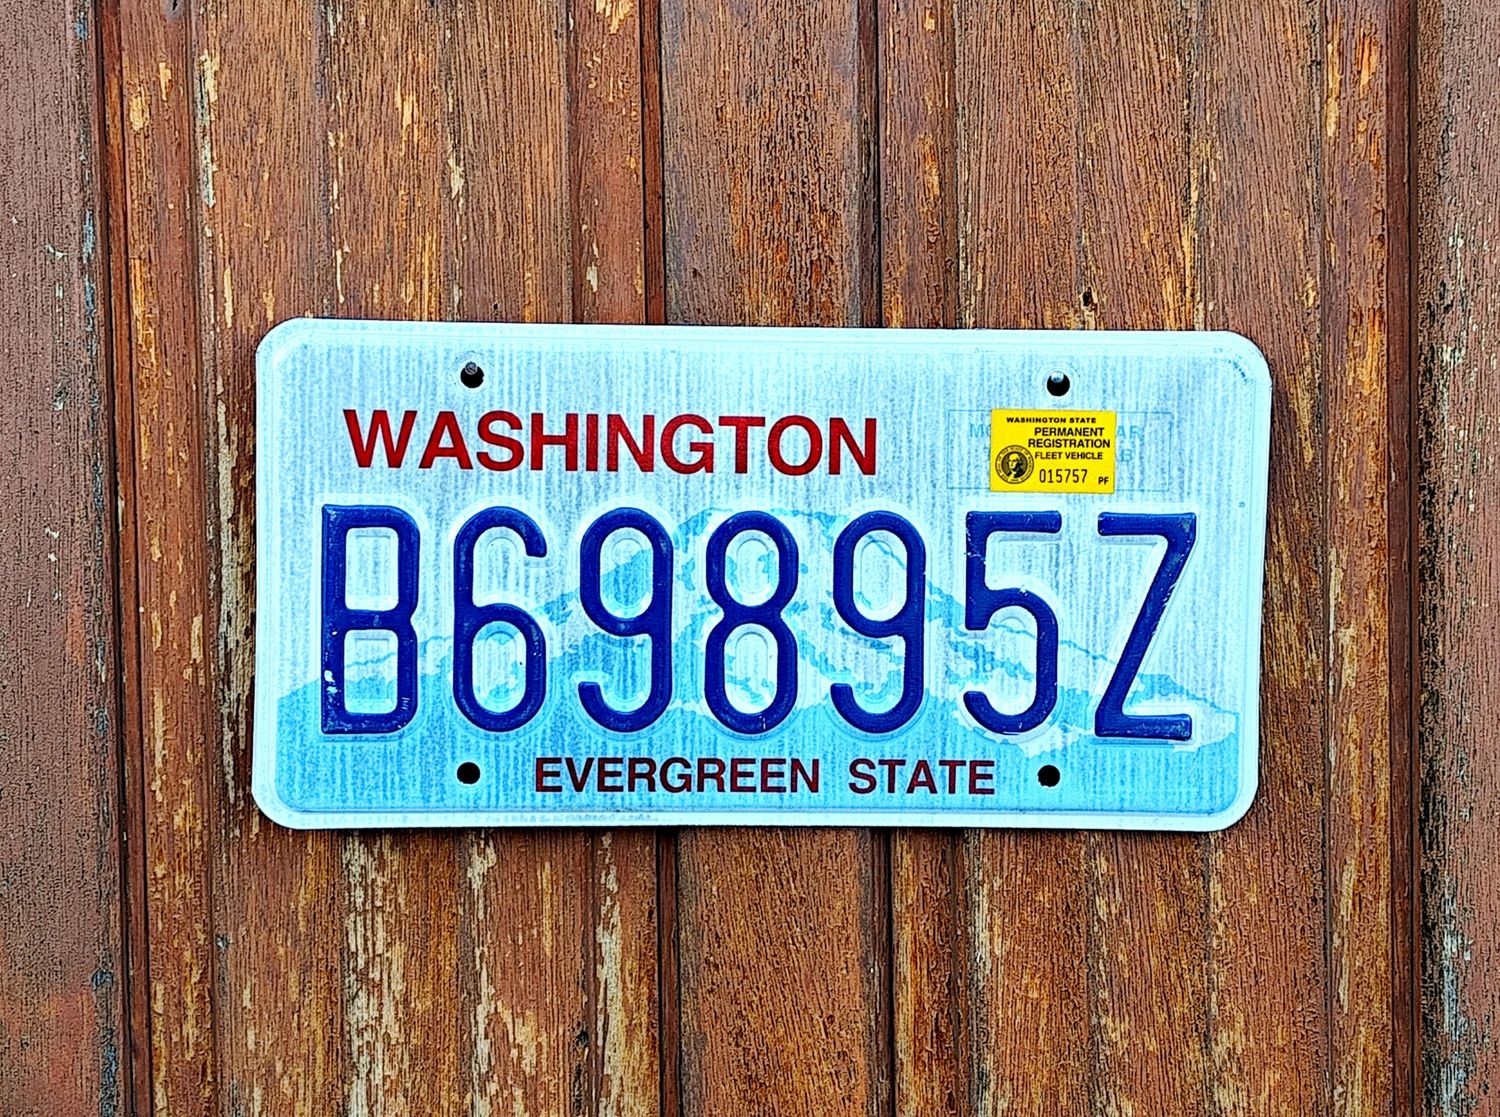 WASHINGTON
WASHINGTON STATE
PERMANENT
REGISTRATION
FLEET VEHICLE
015757 PF
B69895Z
EVERGREEN STATE